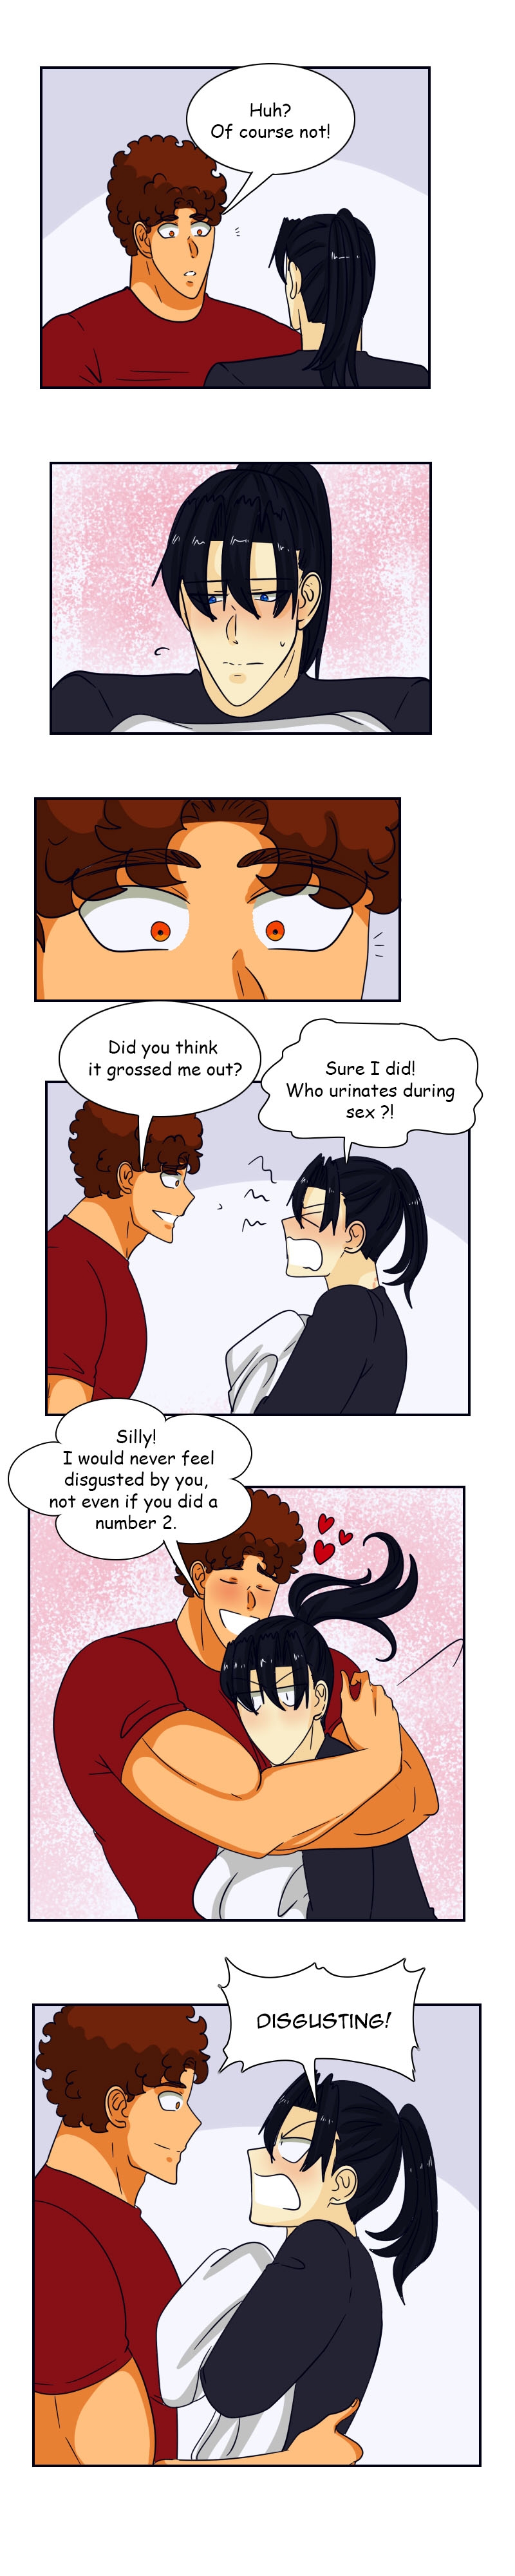 Huh?
Of course not!
Did you think
it grossed me out?
Sure I did!
Who urinates during
sex ?!
Silly!
I would never feel
disgusted by you,
not even if you did a
number 2.
DISGUSTING!